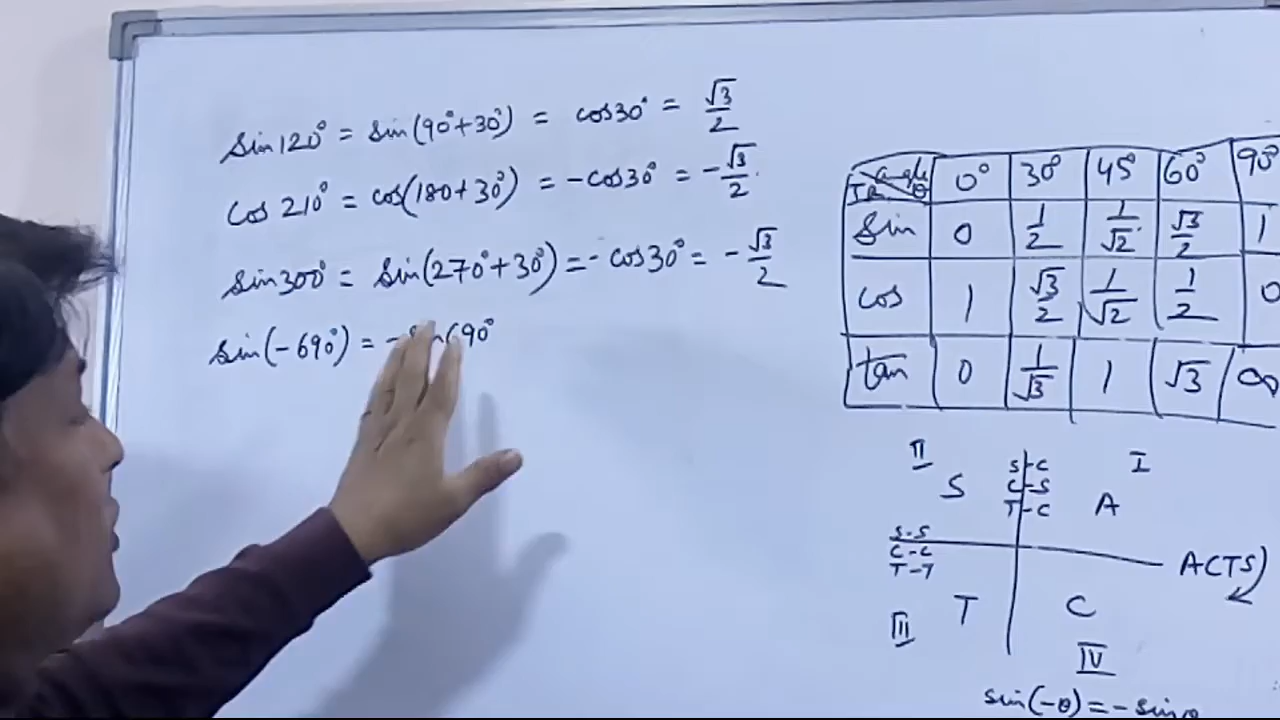 sin120° = sin(90°+30°) = cos30° = √3/2
cos 210° = cos(180+30°) = -cos30° = -√3/2.
sin300° = sin(270°+30°) = -cos30° = -√3/2
sin(-690°) = -sin690°
angle θ 0° 30° 45° 60° 90°
sin 0 1/2 1/√2 √3/2 1
cos 1 √3/2 1/√2 1/2 0
tan 0 1/√3 1 √3 ∞
II I
S-C
C-S
T-C
S A
S-S
C-C
T-T
ACTS
T C
III IV
sin(-θ) = -sinθ